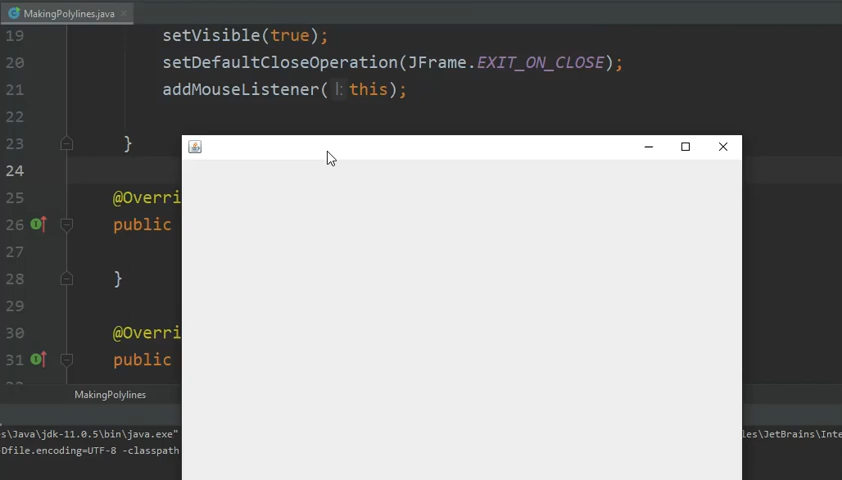 MakingPolylines.java
19 setVisible(true);
20 setDefaultCloseOperation(JFrame.EXIT_ON_CLOSE);
21 addMouseListener( l: this);
22
23 }
24
25 @Overri
26 public
27
28 }
29
30 @Overri
31 public
MakingPolylines
s\Java\jdk-11.0.5\bin\java.exe" les\JetBrains\Inte
Dfile.encoding=UTF-8 -classpath